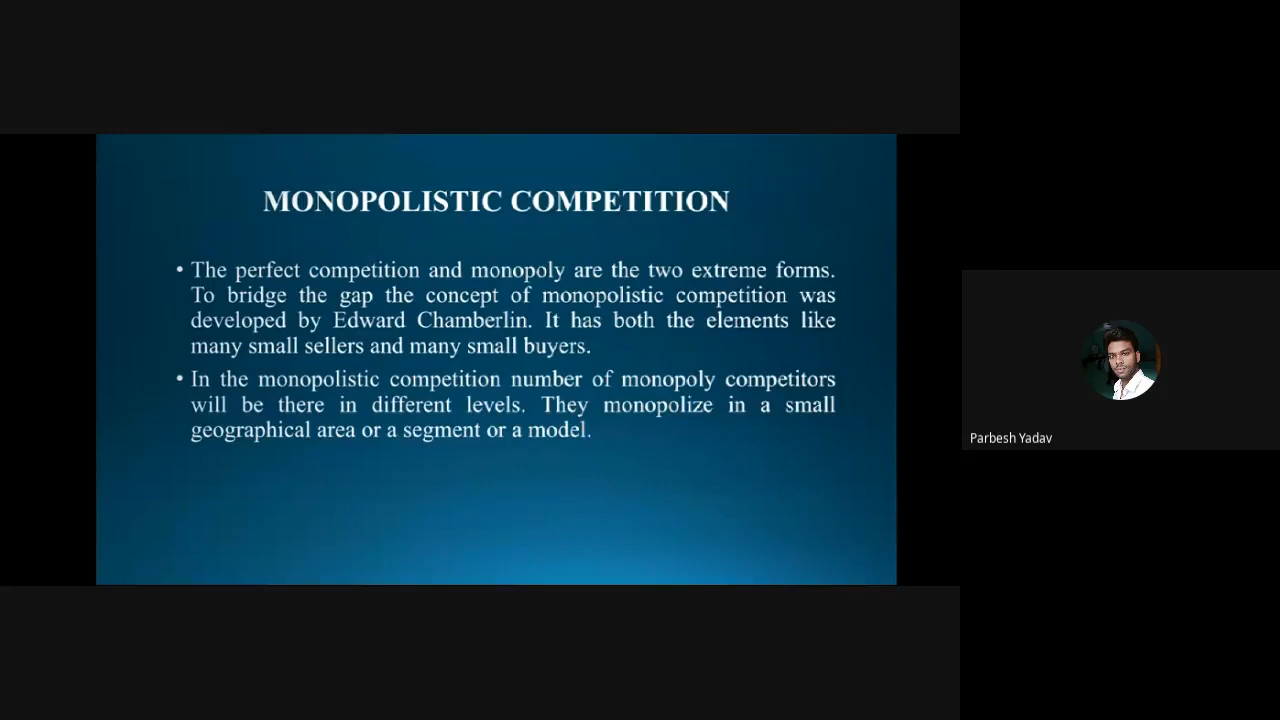 MONOPOLISTIC COMPETITION
• The perfect competition and monopoly are the two extreme forms.
To bridge the gap the concept of monopolistic competition was
developed by Edward Chamberlin. It has both the elements like
many small sellers and many small buyers.
• In the monopolistic competition number of monopoly competitors
will be there in different levels. They monopolize in a small
geographical area or a segment or a model.
Parbesh Yadav